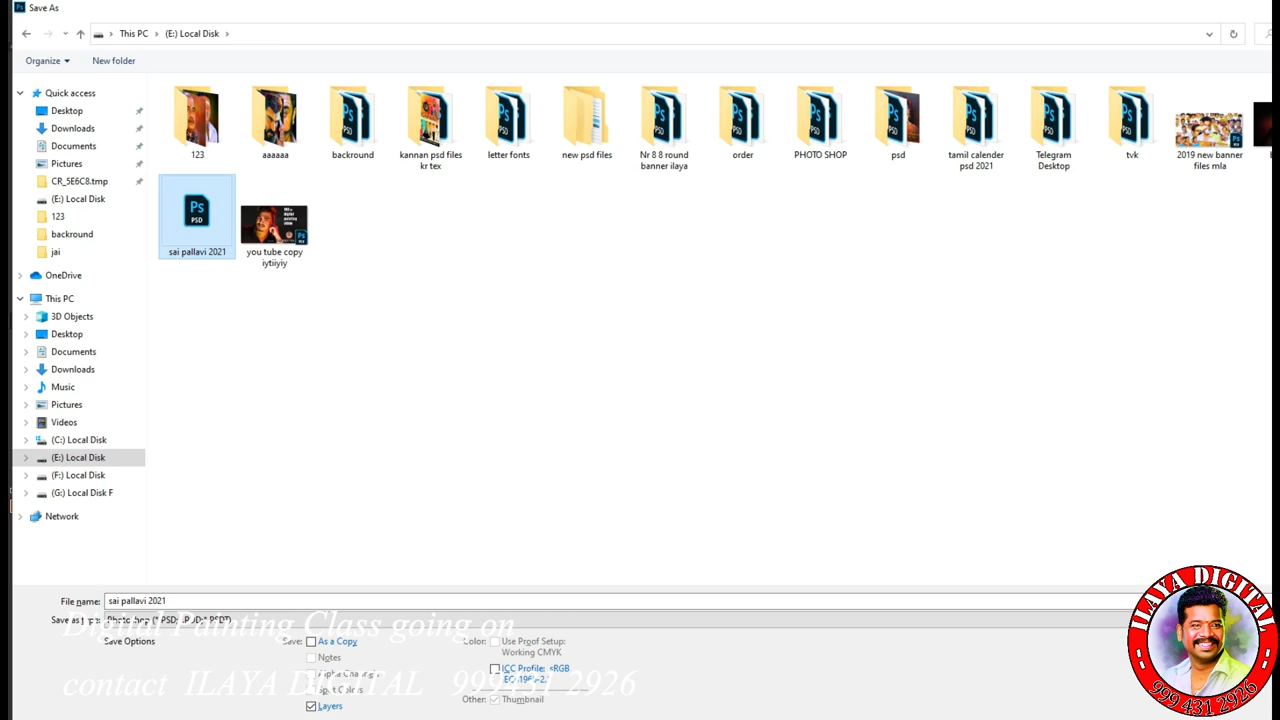 Save As
This PC
(E:) Local Disk
Organize
New folder
Quick access
Desktop
Downloads
Documents
Pictures
CR_5E6C8.tmp
(E:) Local Disk
123
backround
jai
OneDrive
This PC
3D Objects
Desktop
Documents
Downloads
Music
Pictures
Videos
(C:) Local Disk
(E:) Local Disk
(F:) Local Disk
(G:) Local Disk F
Network
123
aaaaaa
backround
kannan psd files
kr tex
letter fonts
new psd files
Nr 8 8 round
banner ilaya
order
PHOTO SHOP
psd
tamil calender
psd 2021
Telegram
Desktop
tvk
2019 new banner
files mla
Ps
PSD
sai pallavi 2021
you tube copy
iytiiyiy
File name:
sai pallavi 2021
Save as type:
Photoshop (*.PSD;*.PDD;*.PSDT)
Save Options
Save:
As a Copy
Notes
Alpha Channels
Spot Colors
Layers
Color:
Use Proof Setup:
Working CMYK
ICC Profile: sRGB
Other:
Thumbnail
Digital Painting Class going on
contact ILAYA DIGITAL 999431 2926
ILAYA DIGITAL
999 431 2926